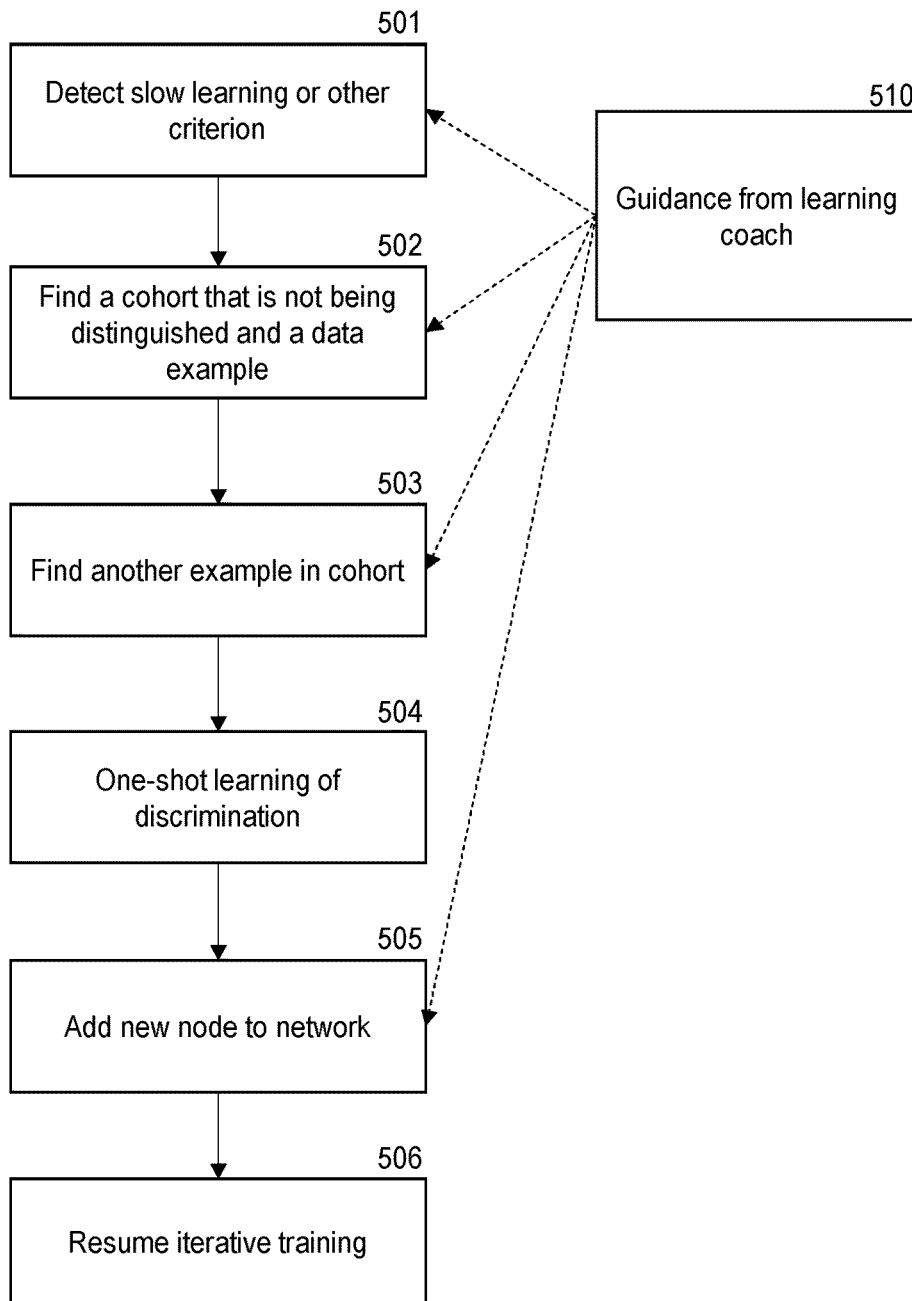 501
Detect slow learning or other
criterion
510
Guidance from learning
coach
502
Find a cohort that is not being
distinguished and a data
example
503
Find another example in cohort
504
One-shot learning of
discrimination
505
Add new node to network
506
Resume iterative training